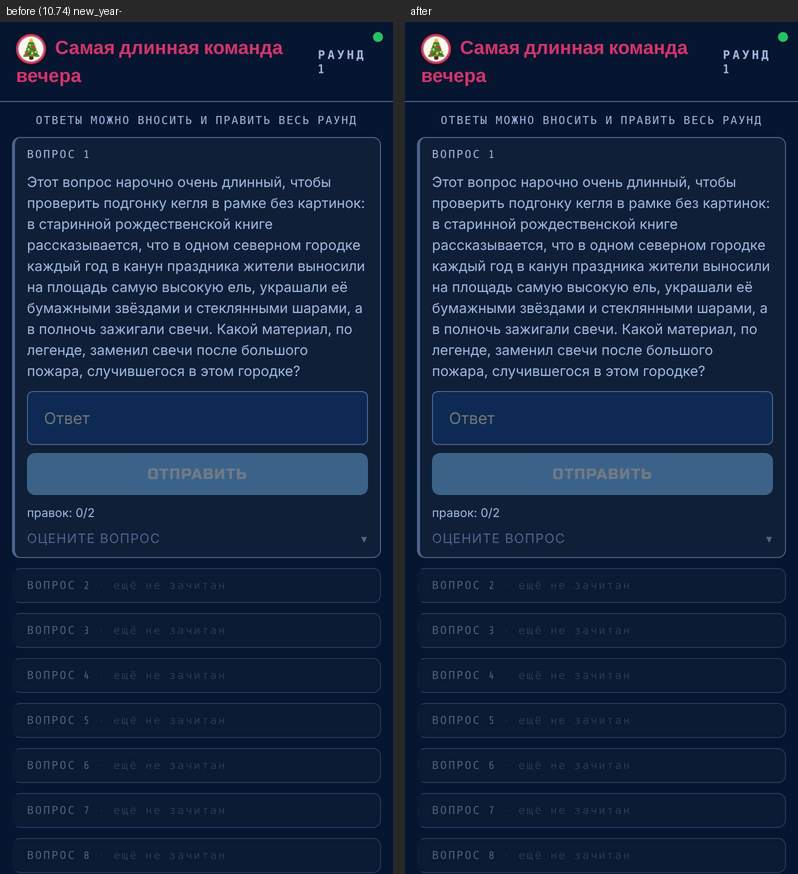 before (10.74) new_year-
Самая длинная команда
вечера
РАУНД
1
ОТВЕТЫ МОЖНО ВНОСИТЬ И ПРАВИТЬ ВЕСЬ РАУНД
ВОПРОС 1
Этот вопрос нарочно очень длинный, чтобы
проверить подгонку кегля в рамке без картинок:
в старинной рождественской книге
рассказывается, что в одном северном городке
каждый год в канун праздника жители выносили
на площадь самую высокую ель, украшали её
бумажными звёздами и стеклянными шарами, а
в полночь зажигали свечи. Какой материал, по
легенде, заменил свечи после большого
пожара, случившегося в этом городке?
Ответ
ОТПРАВИТЬ
правок: 0/2
ОЦЕНИТЕ ВОПРОС ▾
ВОПРОС 2 · ещё не зачитан
ВОПРОС 3 · ещё не зачитан
ВОПРОС 4 · ещё не зачитан
ВОПРОС 5 · ещё не зачитан
ВОПРОС 6 · ещё не зачитан
ВОПРОС 7 · ещё не зачитан
ВОПРОС 8 · ещё не зачитан
after
Самая длинная команда
вечера
РАУНД
1
ОТВЕТЫ МОЖНО ВНОСИТЬ И ПРАВИТЬ ВЕСЬ РАУНД
ВОПРОС 1
Этот вопрос нарочно очень длинный, чтобы
проверить подгонку кегля в рамке без картинок:
в старинной рождественской книге
рассказывается, что в одном северном городке
каждый год в канун праздника жители выносили
на площадь самую высокую ель, украшали её
бумажными звёздами и стеклянными шарами, а
в полночь зажигали свечи. Какой материал, по
легенде, заменил свечи после большого
пожара, случившегося в этом городке?
Ответ
ОТПРАВИТЬ
правок: 0/2
ОЦЕНИТЕ ВОПРОС ▾
ВОПРОС 2 · ещё не зачитан
ВОПРОС 3 · ещё не зачитан
ВОПРОС 4 · ещё не зачитан
ВОПРОС 5 · ещё не зачитан
ВОПРОС 6 · ещё не зачитан
ВОПРОС 7 · ещё не зачитан
ВОПРОС 8 · ещё не зачитан